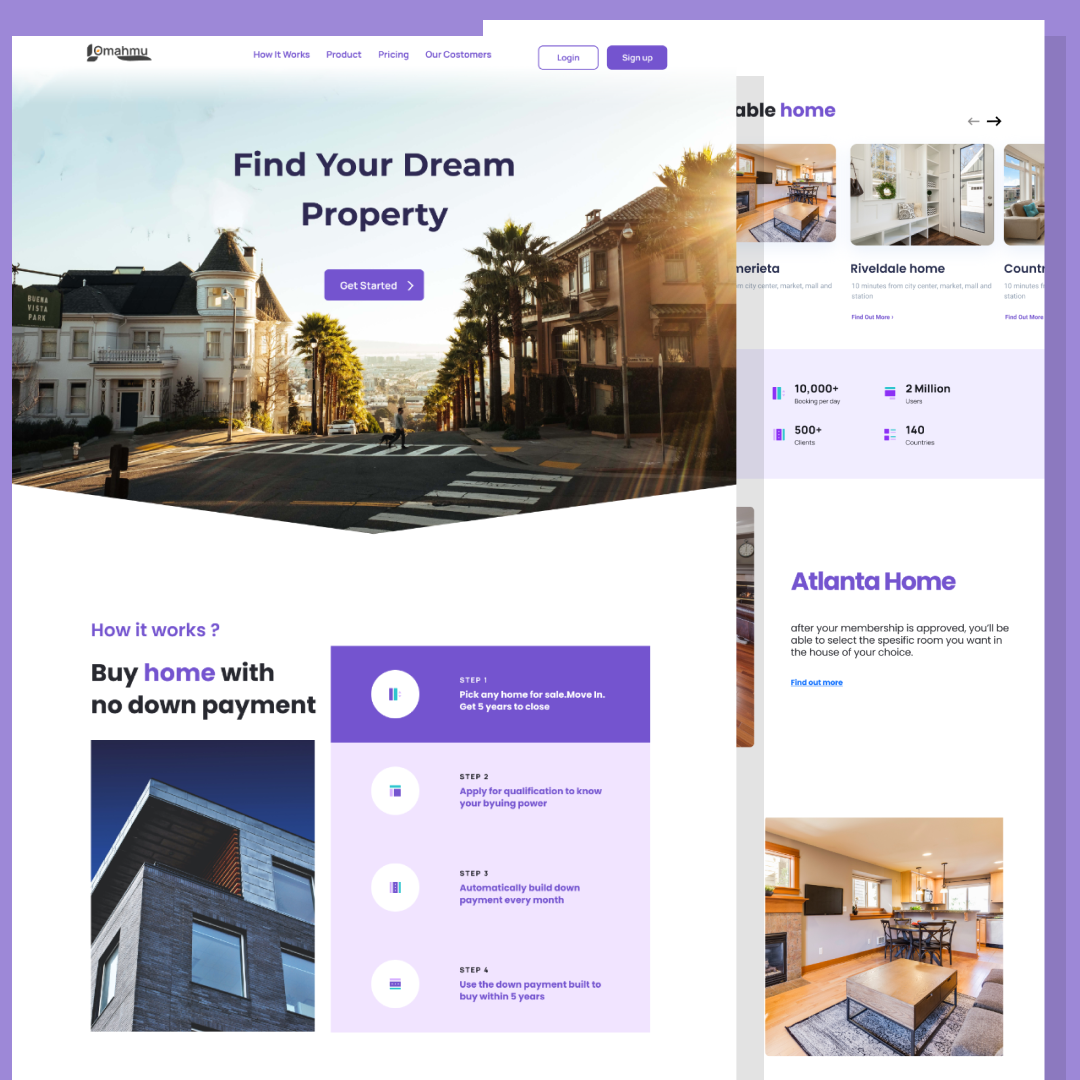 Jomahmu
How It Works Product Pricing Our Costomers Login Sign up
Find Your Dream
Property
Get Started
BUENA
VISTA
PARK
How it works ?
Buy home with
no down payment
STEP 1
Pick any home for sale.Move In.
Get 5 years to close
STEP 2
Apply for qualification to know
your byuing power
STEP 3
Automatically build down
payment every month
STEP 4
Use the down payment built to
buy within 5 years
able home
merieta
m city center, market, mall and
Riveldale home
10 minutes from city center, market, mall and
station
Find Out More ›
Countr
10 minutes fr
station
Find Out More
10,000+
Booking per day
2 Million
Users
500+
Clients
140
Countries
Atlanta Home
after your membership is approved, you'll be
able to select the spesific room you want in
the house of your choice.
Find out more